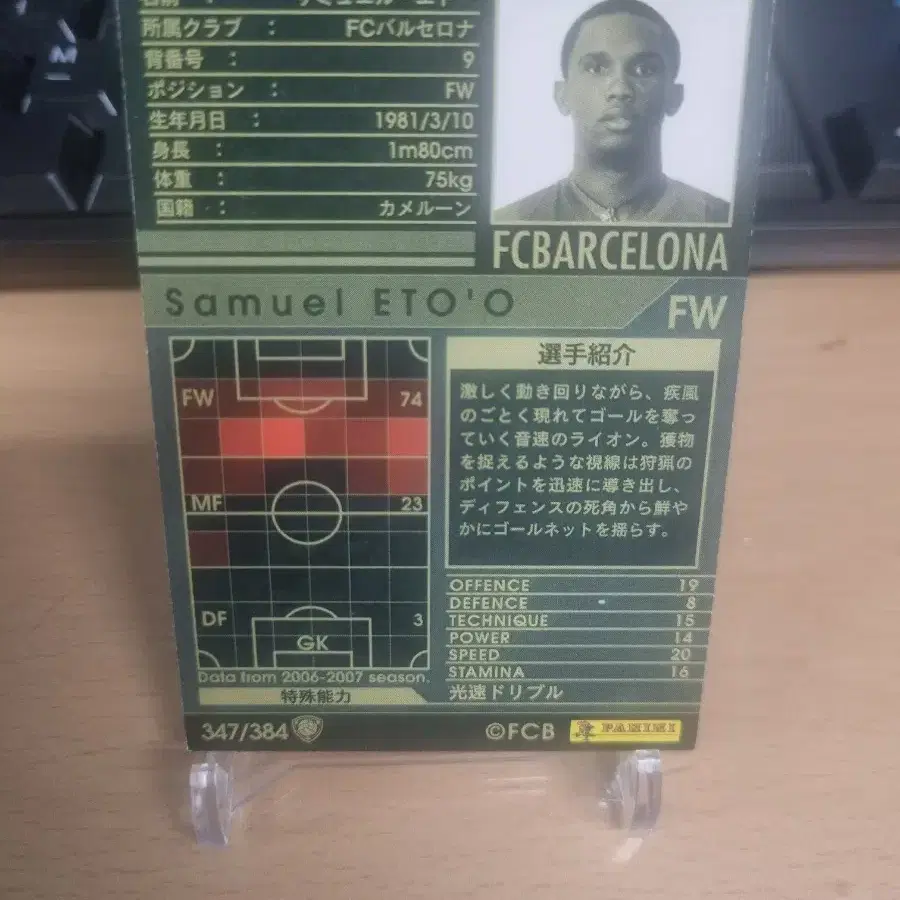 M
所属クラブ : FCバルセロナ
背番号 : 9
ポジション : FW
生年月日 : 1981/3/10
身長 : 1m80cm
体重 : 75kg
国籍 : カメルーン
FCBARCELONA
Samuel ETO'O FW
FW 74
MF 23
DF 3
GK
Data from 2006-2007 season.
特殊能力
選手紹介
激しく動き回りながら、疾風
のごとく現れてゴールを奪っ
ていく音速のライオン。獲物
を捉えるような視線は狩猟の
ポイントを迅速に導き出し、
ディフェンスの死角から鮮や
かにゴールネットを揺らす。
OFFENCE 19
DEFENCE 8
TECHNIQUE 15
POWER 14
SPEED 20
STAMINA 16
光速ドリブル
347/384
©FCB PANINI